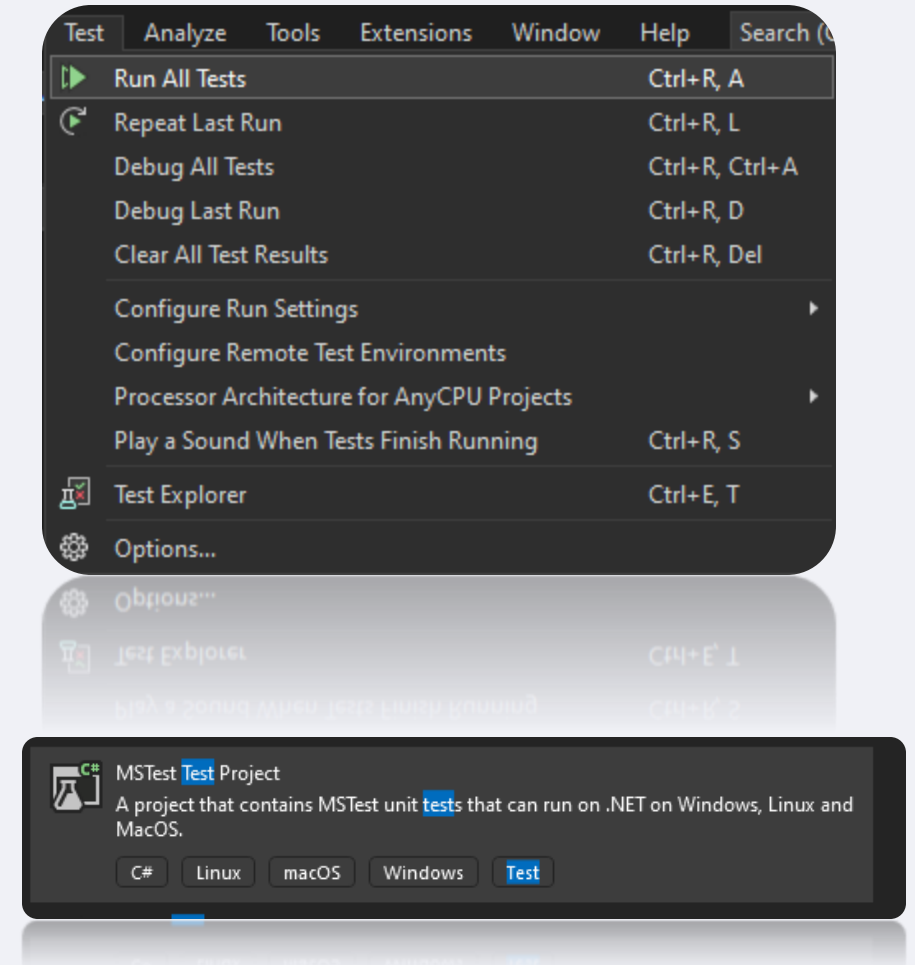 Test Analyze Tools Extensions Window Help Search (
Run All Tests Ctrl+R, A
Repeat Last Run Ctrl+R, L
Debug All Tests Ctrl+R, Ctrl+A
Debug Last Run Ctrl+R, D
Clear All Test Results Ctrl+R, Del
Configure Run Settings
Configure Remote Test Environments
Processor Architecture for AnyCPU Projects
Play a Sound When Tests Finish Running Ctrl+R, S
Test Explorer Ctrl+E, T
Options...
C#
MSTest Test Project
A project that contains MSTest unit tests that can run on .NET on Windows, Linux and
MacOS.
C# Linux macOS Windows Test